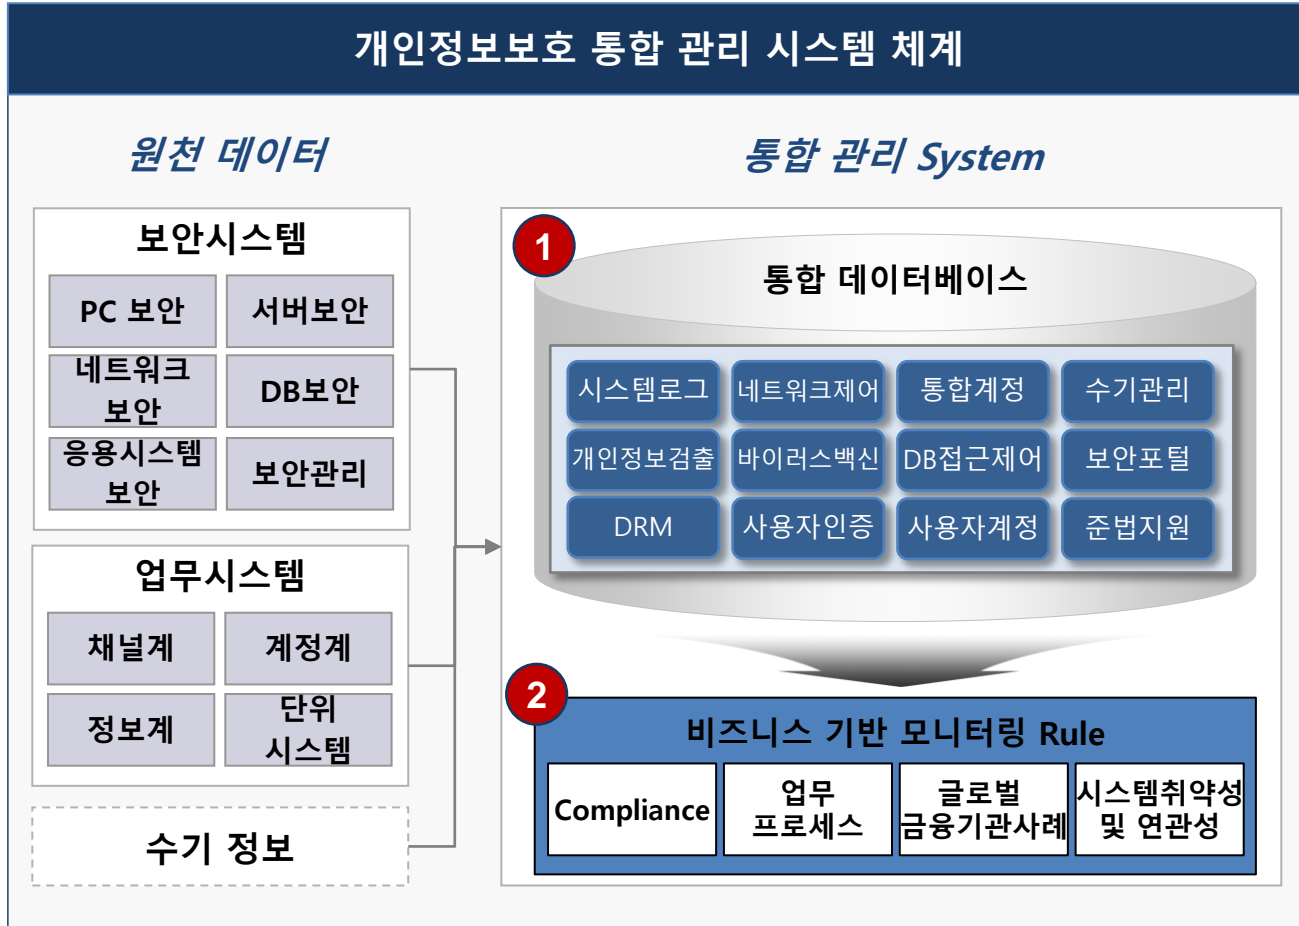 개인정보보호 통합 관리 시스템 체계
원천 데이터
보안시스템
PC 보안
서버보안
네트워크
보안
DB보안
응용시스템
보안
보안관리
업무시스템
채널계
계정계
정보계
단위
시스템
수기 정보
통합 관리 System
1
통합 데이터베이스
시스템로그
네트워크제어
통합계정
수기관리
개인정보검출
바이러스백신
DB접근제어
보안포털
DRM
사용자인증
사용자계정
준법지원
2
비즈니스 기반 모니터링 Rule
Compliance
업무
프로세스
글로벌
금융기관사례
시스템취약성
및 연관성